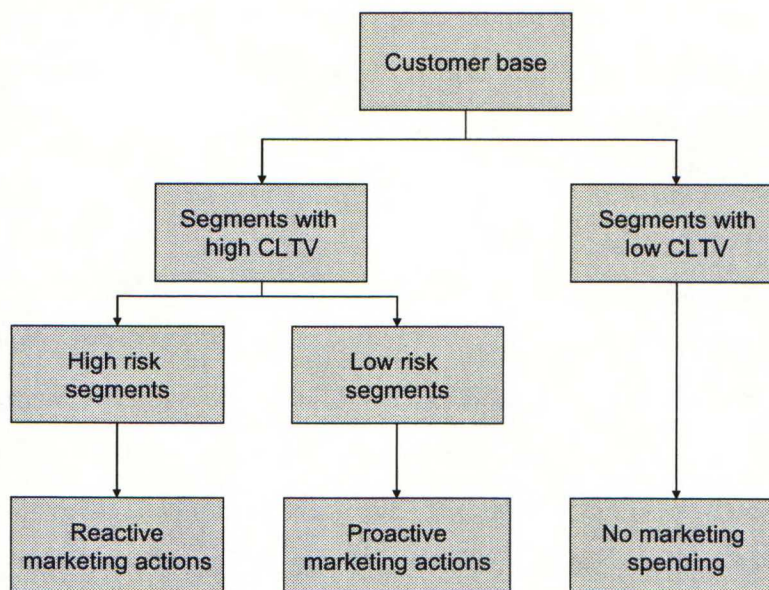 Customer base
Segments with
high CLTV
Segments with
low CLTV
High risk
segments
Low risk
segments
Reactive
marketing actions
Proactive
marketing actions
No marketing
spending